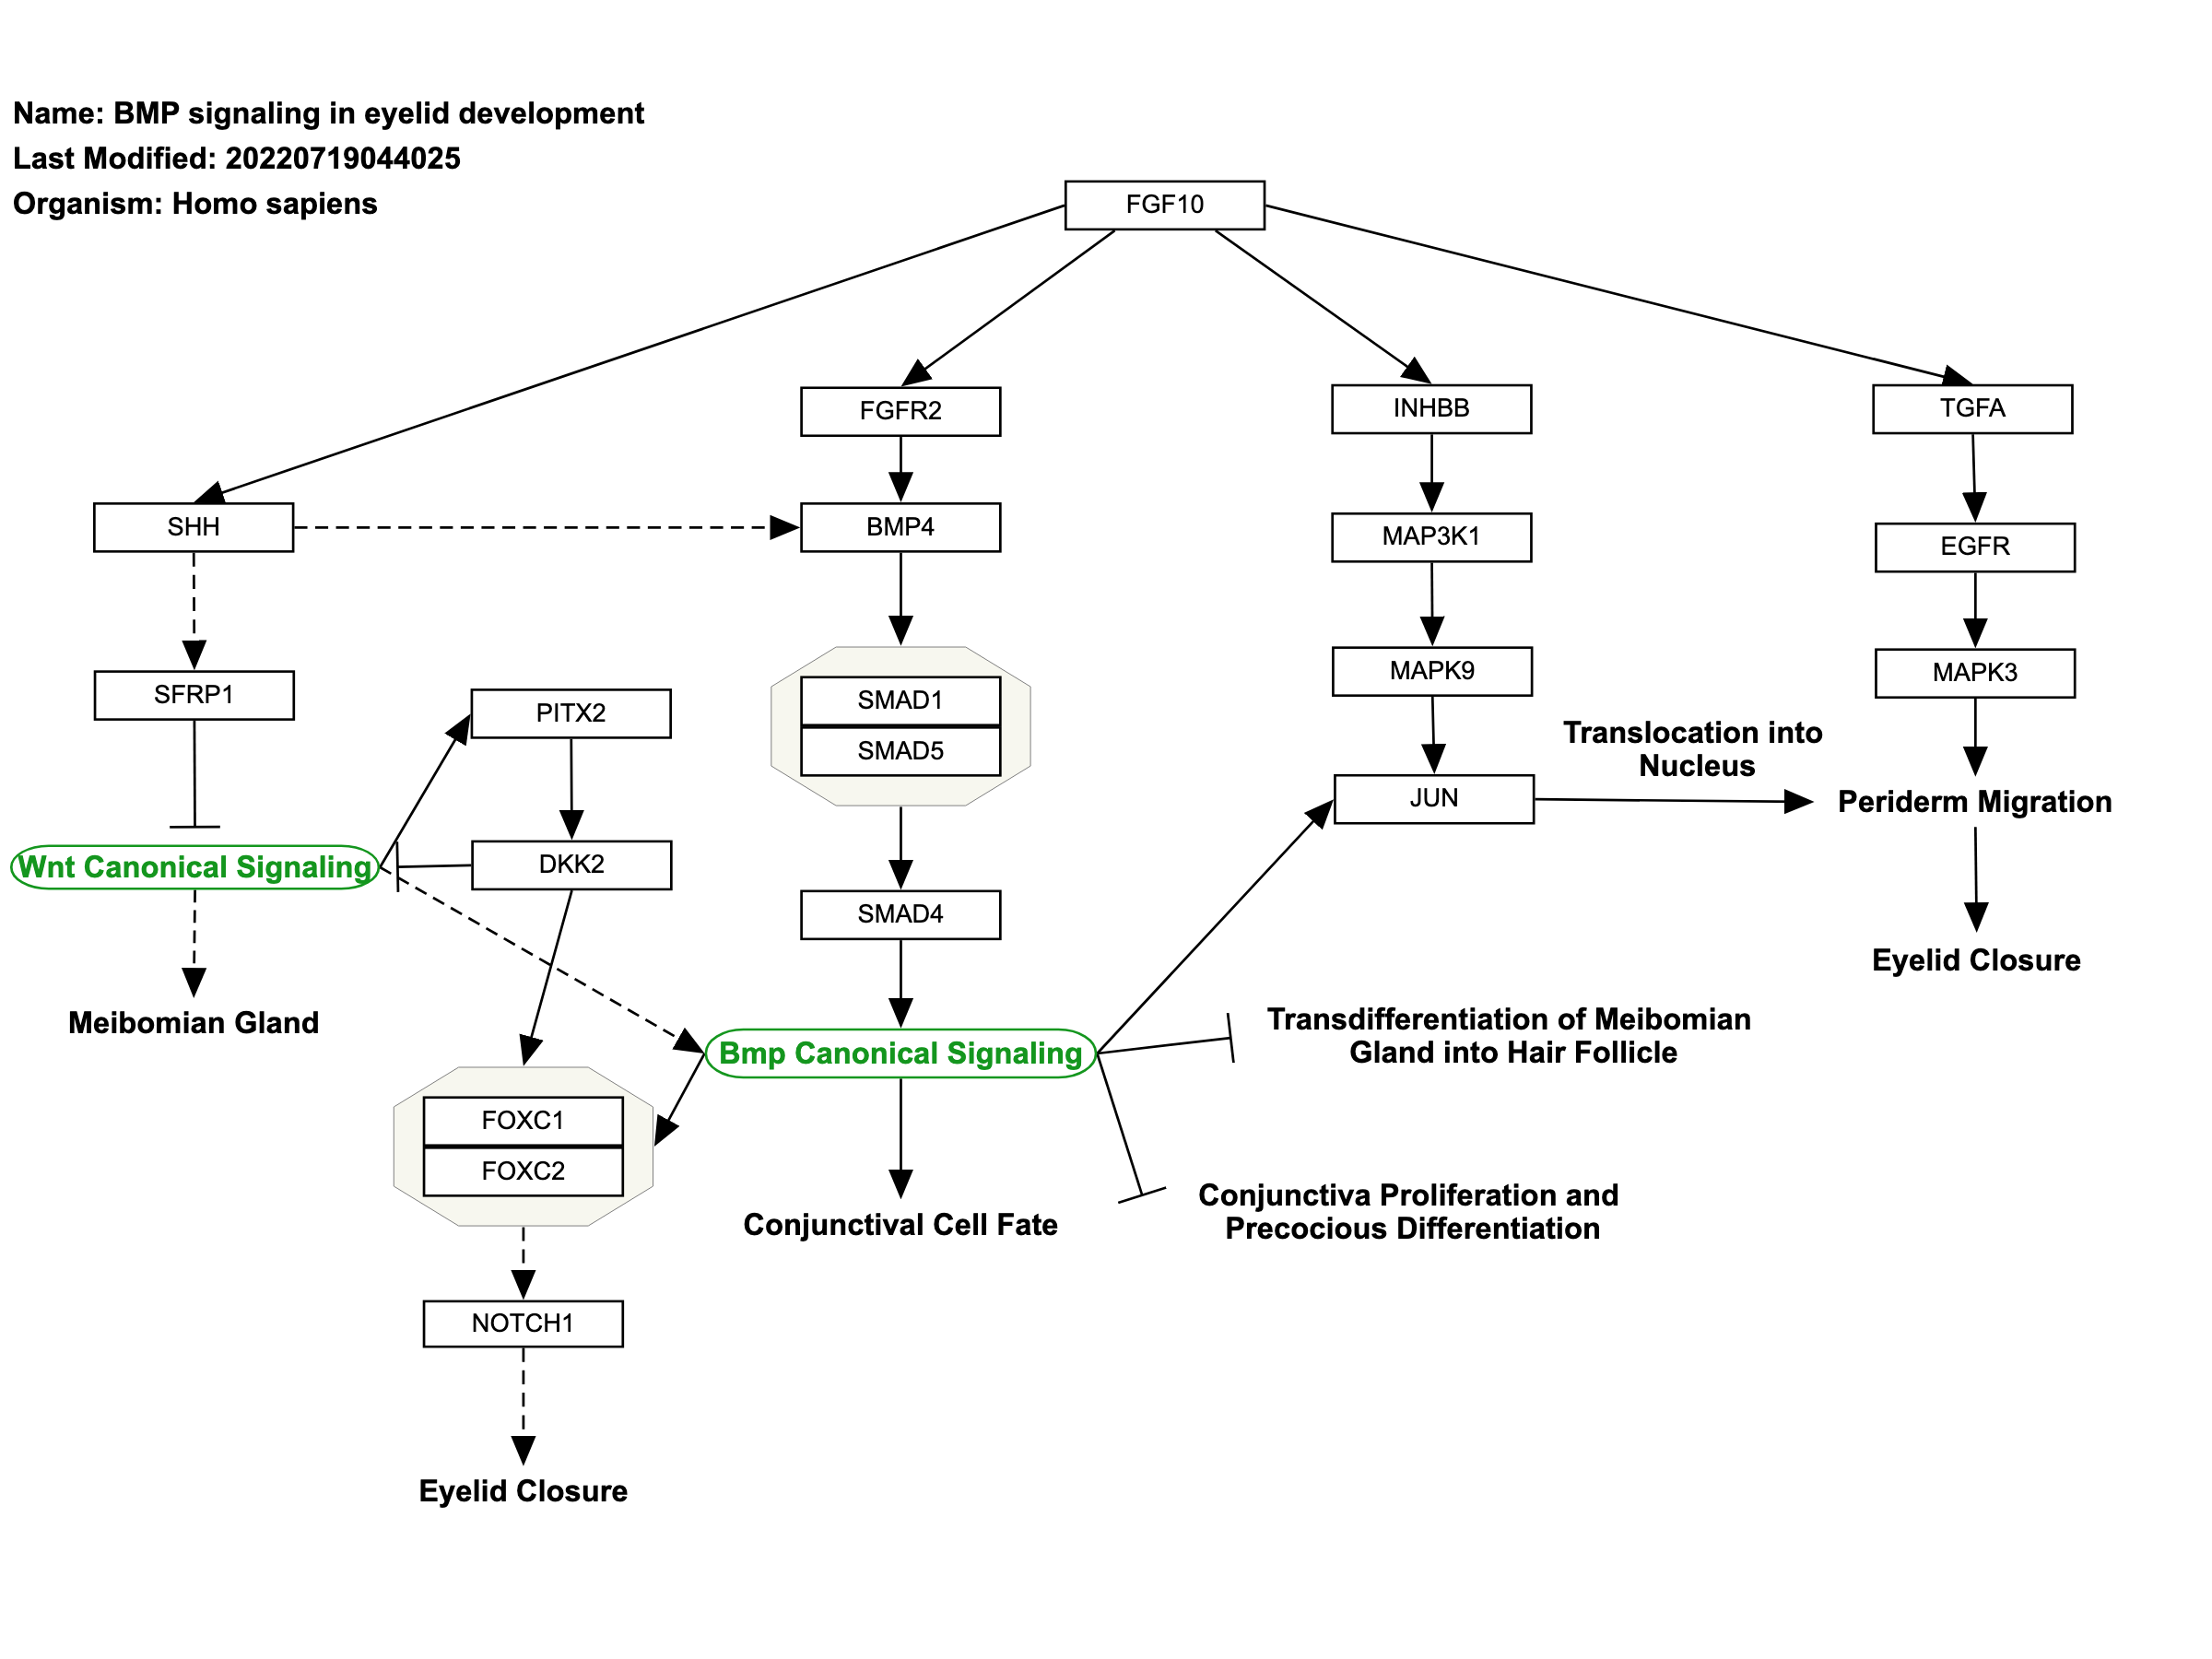 Name: BMP signaling in eyelid development
Last Modified: 20220719044025
Organism: Homo sapiens
FGF10
FGFR2
INHBB
TGFA
SHH
BMP4
MAP3K1
EGFR
SFRP1
PITX2
SMAD1
SMAD5
MAPK9
MAPK3
Translocation into
Nucleus
JUN
Periderm Migration
Wnt Canonical Signaling
DKK2
SMAD4
Eyelid Closure
Meibomian Gland
Bmp Canonical Signaling
Transdifferentiation of Meibomian
Gland into Hair Follicle
FOXC1
FOXC2
Conjunctival Cell Fate
Conjunctiva Proliferation and
Precocious Differentiation
NOTCH1
Eyelid Closure